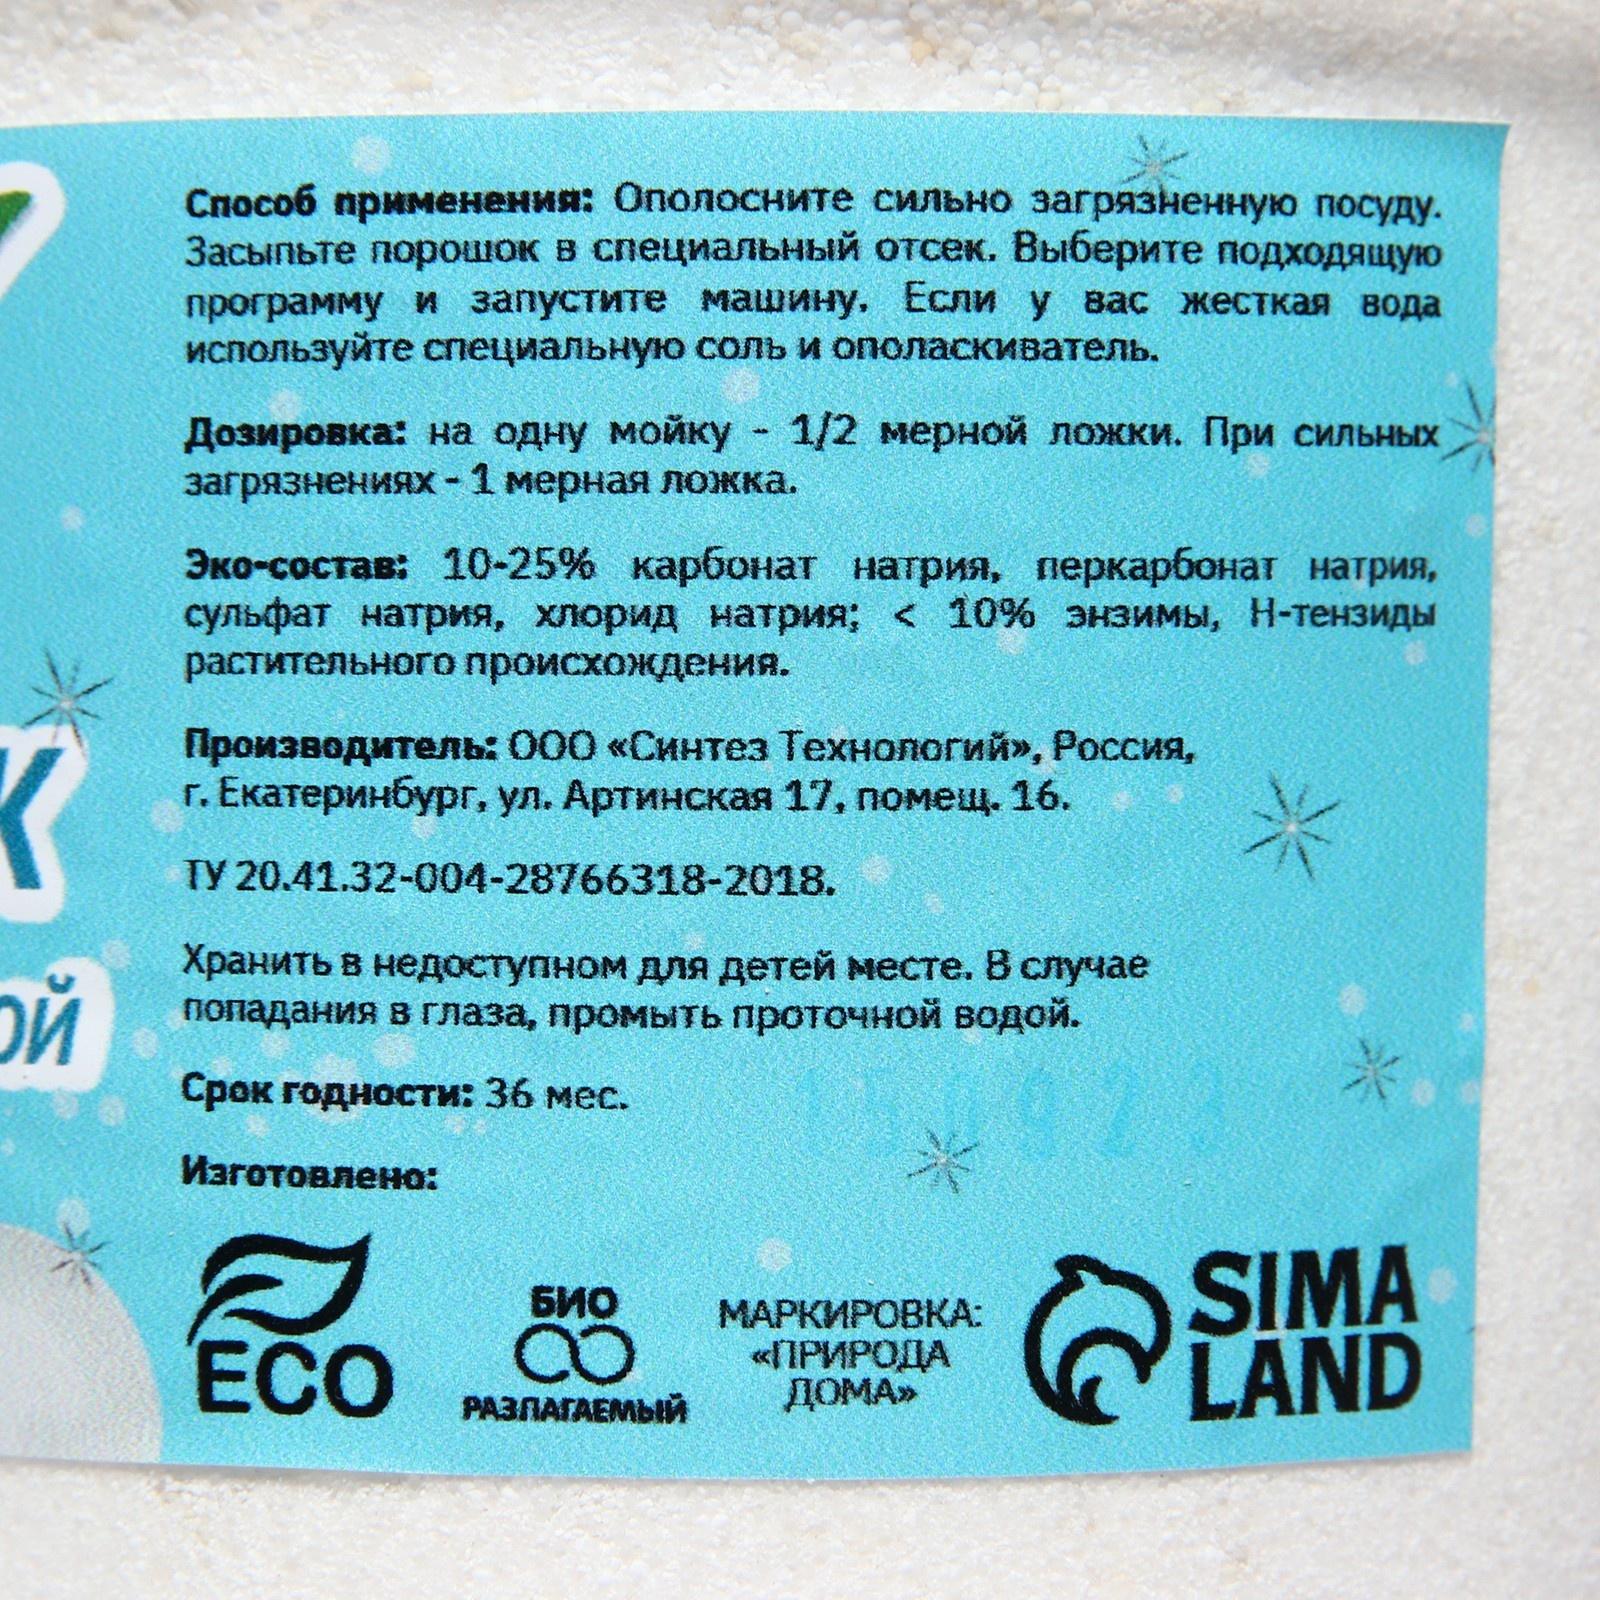 Способ применения: Ополосните сильно загрязненную посуду.
Засыпьте порошок в специальный отсек. Выберите подходящую
программу и запустите машину. Если у вас жесткая вода
используйте специальную соль и ополаскиватель.
Дозировка: на одну мойку - 1/2 мерной ложки. При сильных
загрязнениях - 1 мерная ложка.
Эко-состав: 10-25% карбонат натрия, перкарбонат натрия,
сульфат натрия, хлорид натрия; < 10% энзимы, Н-тензиды
растительного происхождения.
Производитель: ООО «Синтез Технологий», Россия,
г. Екатеринбург, ул. Артинская 17, помещ. 16.
ТУ 20.41.32-004-28766318-2018.
Хранить в недоступном для детей месте. В случае
попадания в глаза, промыть проточной водой.
Срок годности: 36 мес.
Изготовлено:
ECO
БИО
РАЗЛАГАЕМЫЙ
МАРКИРОВКА:
«ПРИРОДА
ДОМА»
SIMA
LAND